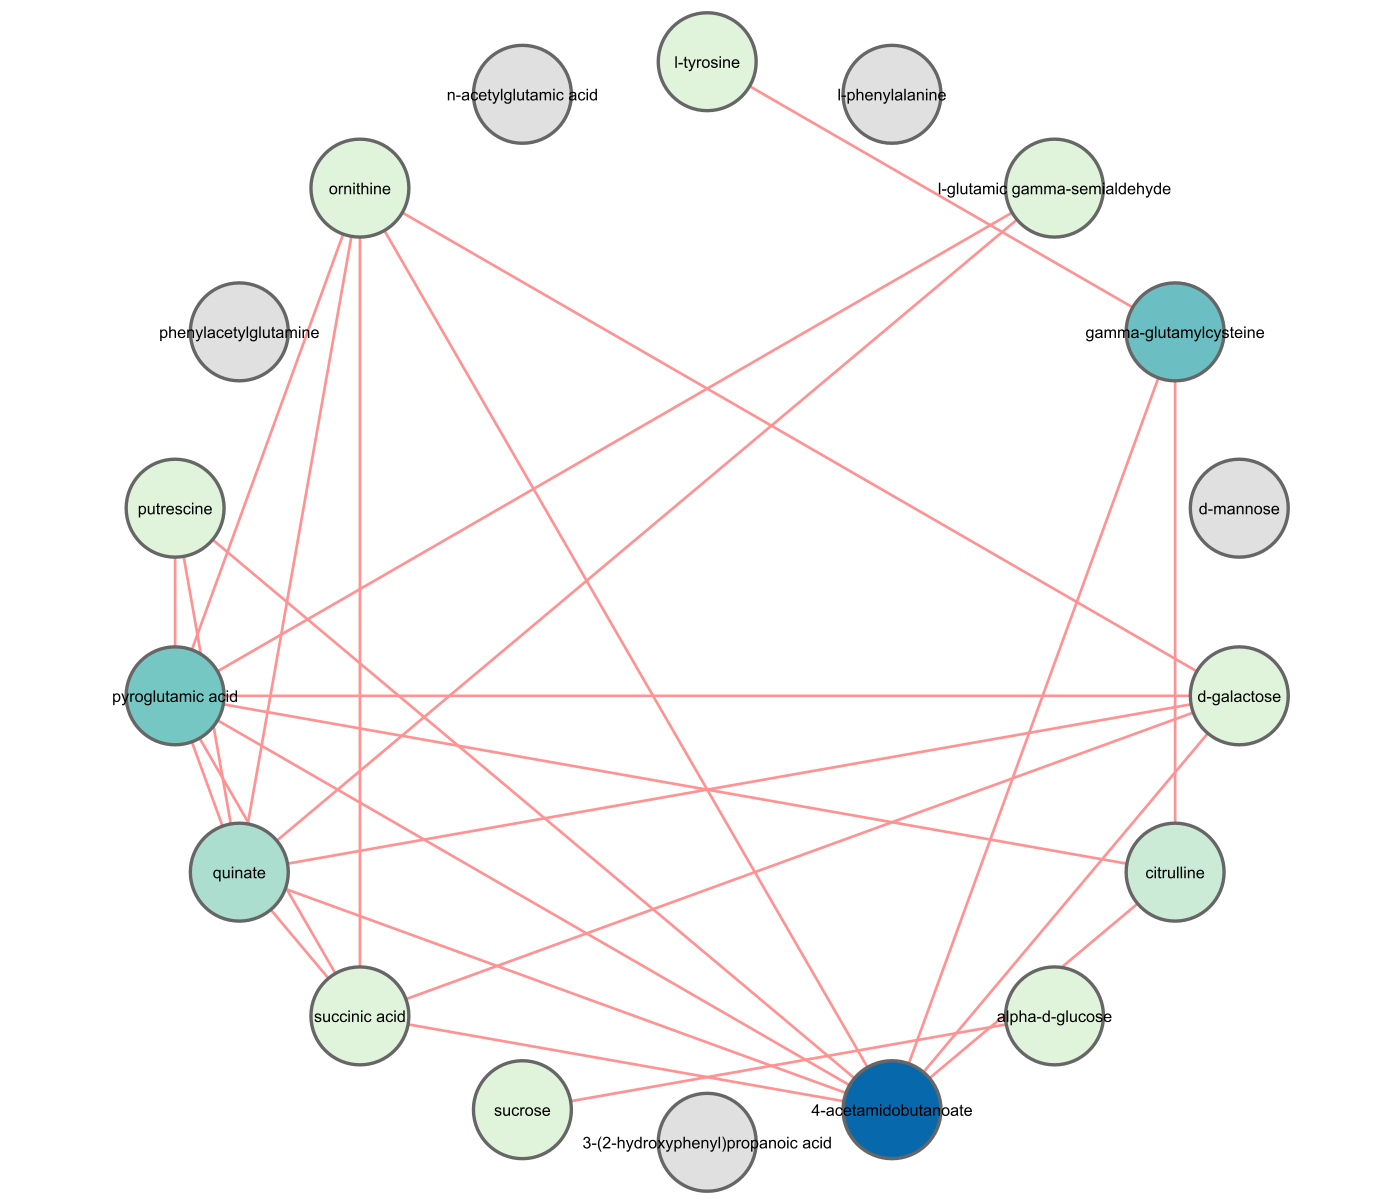 l-tyrosine
n-acetylglutamic acid
l-phenylalanine
ornithine
l-glutamic gamma-semialdehyde
phenylacetylglutamine
gamma-glutamylcysteine
putrescine
d-mannose
pyroglutamic acid
d-galactose
quinate
citrulline
succinic acid
alpha-d-glucose
sucrose
4-acetamidobutanoate
3-(2-hydroxyphenyl)propanoic acid